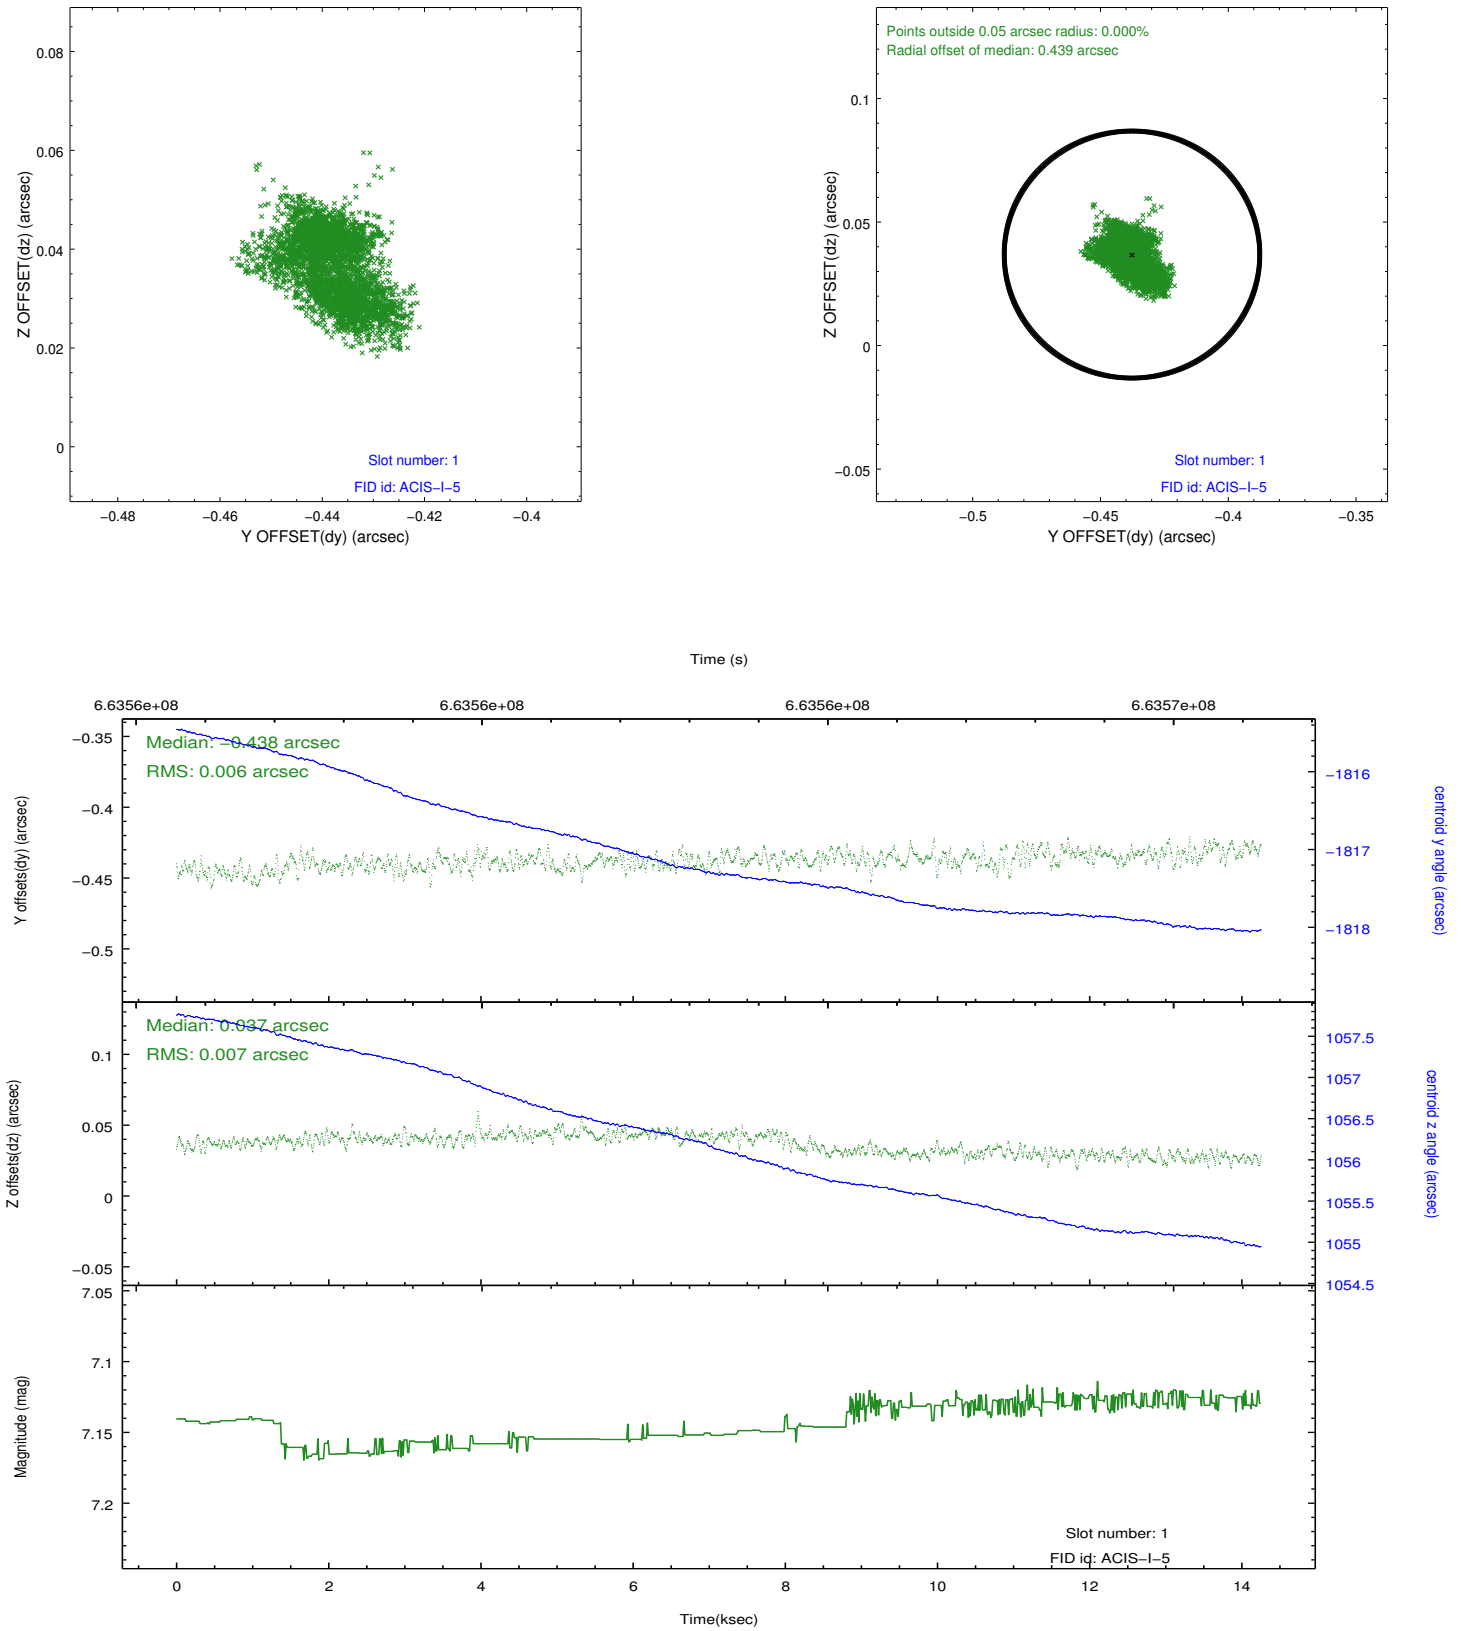 0.08
0.06
0.04
0.02
0
Z OFFSET(dz) (arcsec)
Slot number: 1
FID id: ACIS−I−5
−0.48
−0.46
−0.44
−0.42
−0.4
Y OFFSET(dy) (arcsec)
Points outside 0.05 arcsec radius: 0.000%
Radial offset of median: 0.439 arcsec
0.1
0.05
0
−0.05
Z OFFSET(dz) (arcsec)
Slot number: 1
FID id: ACIS−I−5
−0.5
−0.45
−0.4
−0.35
Y OFFSET(dy) (arcsec)
Time (s)
6.6356e+08
6.6356e+08
6.6356e+08
6.6357e+08
−0.35
−0.4
−0.45
−0.5
Y offsets(dy) (arcsec)
Median: −0.438 arcsec
RMS: 0.006 arcsec
−1816
−1817
−1818
centroid y angle (arcsec)
0.1
0.05
0
−0.05
Z offsets(dz) (arcsec)
Median: 0.037 arcsec
RMS: 0.007 arcsec
1057.5
1057
1056.5
1056
1055.5
1055
1054.5
centroid z angle (arcsec)
7.05
7.1
7.15
7.2
Magnitude (mag)
Slot number: 1
FID id: ACIS−I−5
0
2
4
6
8
10
12
14
Time(ksec)